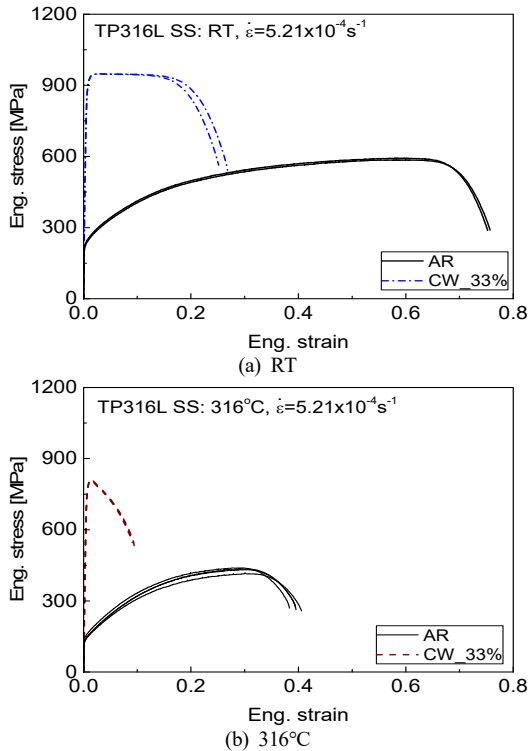 TP316L SS: RT, ε̇=5.21x10⁻⁴s⁻¹
1200
900
600
300
0
Eng. stress [MPa]
AR
CW_33%
0.0 0.2 0.4 0.6 0.8
Eng. strain
(a) RT
TP316L SS: 316°C, ε̇=5.21x10⁻⁴s⁻¹
1200
900
600
300
0
Eng. stress [MPa]
AR
CW_33%
0.0 0.2 0.4 0.6 0.8
Eng. strain
(b) 316℃